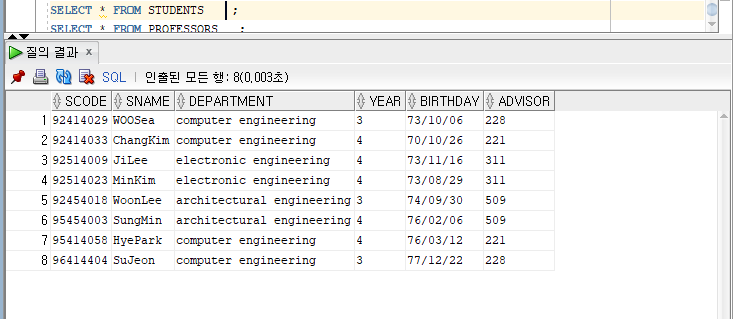 SELECT * FROM STUDENTS ;
SELECT * FROM PROFESSORS ;
질의 결과 ×
SQL | 인출된 모든 행: 8(0,003초)
SCODE SNAME DEPARTMENT YEAR BIRTHDAY ADVISOR
1 92414029 WOOSea computer engineering 3 73/10/06 228
2 92414033 ChangKim computer engineering 4 70/10/26 221
3 92514009 JiLee electronic engineering 4 73/11/16 311
4 92514023 MinKim electronic engineering 4 73/08/29 311
5 92454018 WoonLee architectural engineering 3 74/09/30 509
6 95454003 SungMin architectural engineering 4 76/02/06 509
7 95414058 HyePark computer engineering 4 76/03/12 221
8 96414404 SuJeon computer engineering 3 77/12/22 228